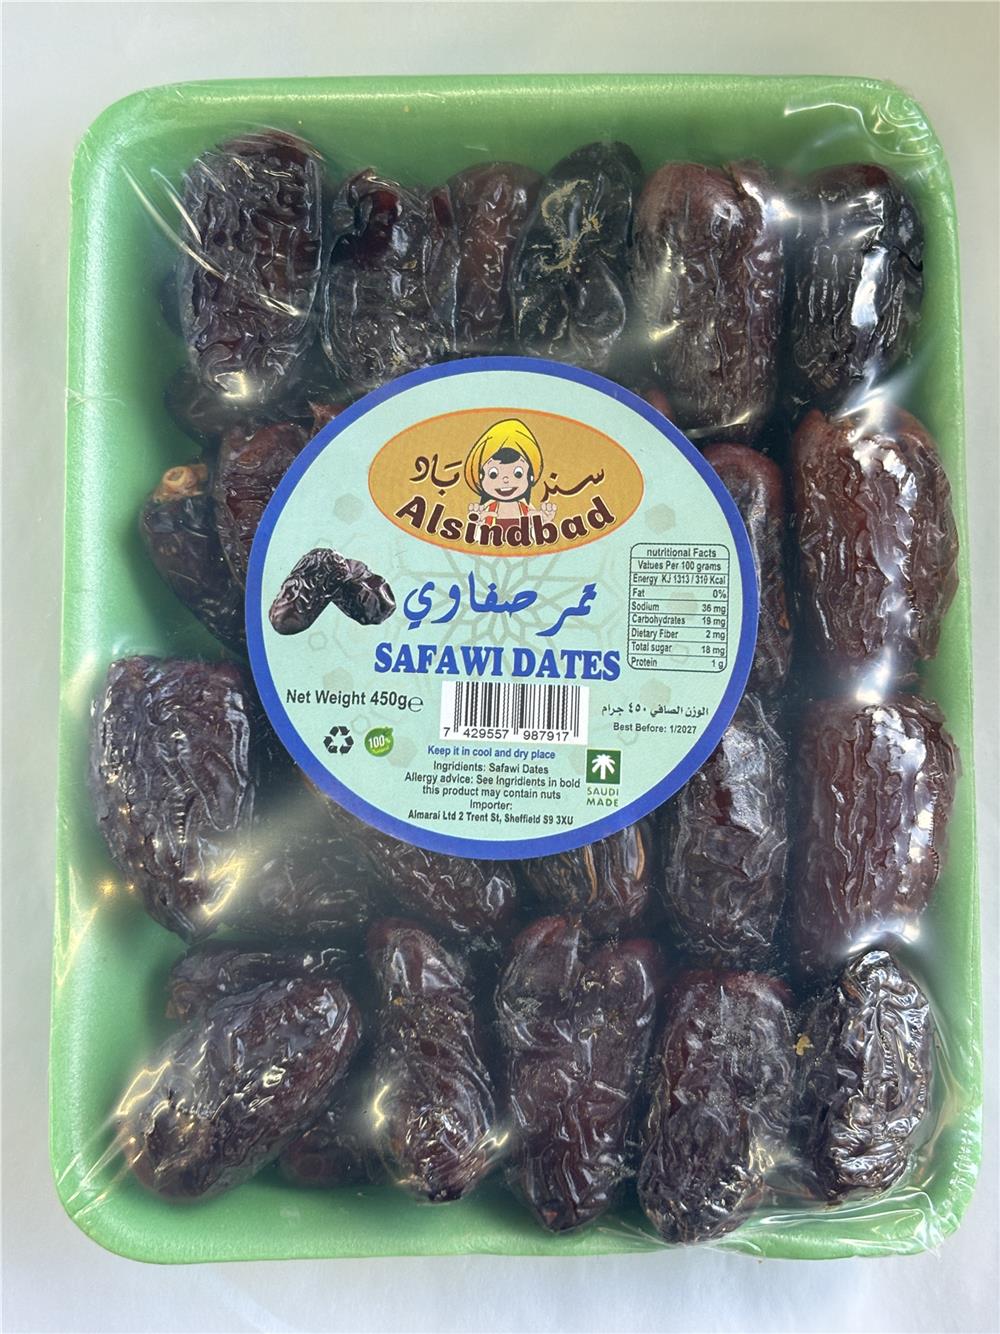 سندباد
Alsindbad
تمر صفاوي
SAFAWI DATES
nutritional Facts
Values Per 100 grams
Energy KJ 1313 / 310 Kcal
Fat 0%
Sodium 36 mg
Carbohydrates 19 mg
Dietary Fiber 2 mg
Total sugar 18 mg
Protein 1 g
Net Weight 450g℮
7 429557 987917
الوزن الصافي ٤٥٠ جرام
Best Before: 1/2027
100%
Natural
Keep it in cool and dry place
Ingredients: Safawi Dates
Allergy advice: See Ingredients in bold
this product may contain nuts
Importer:
Almarai Ltd 2 Trent St, Sheffield S9 3XU
SAUDI
MADE